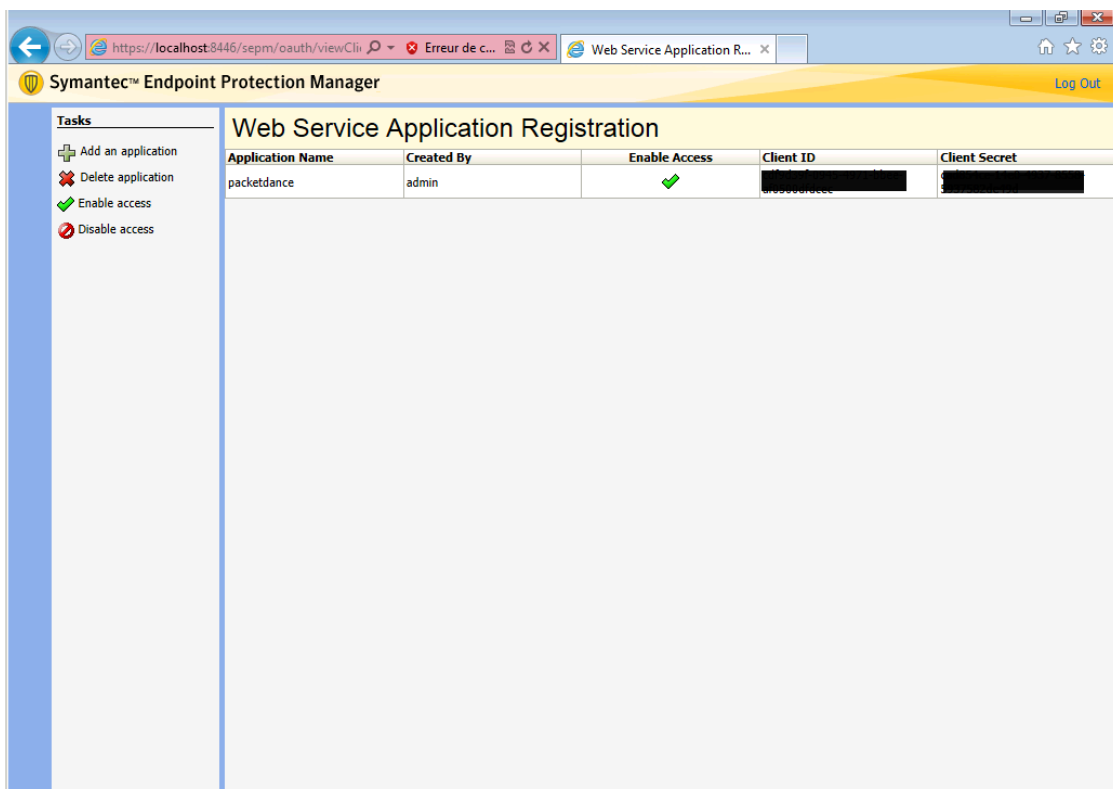 https://localhost:8446/sepm/oauth/viewCli
Erreur de c...
Web Service Application R...
Symantec™ Endpoint Protection Manager
Log Out
Tasks
Add an application
Delete application
Enable access
Disable access
Web Service Application Registration
Application Name Created By Enable Access Client ID Client Secret
packetdance admin